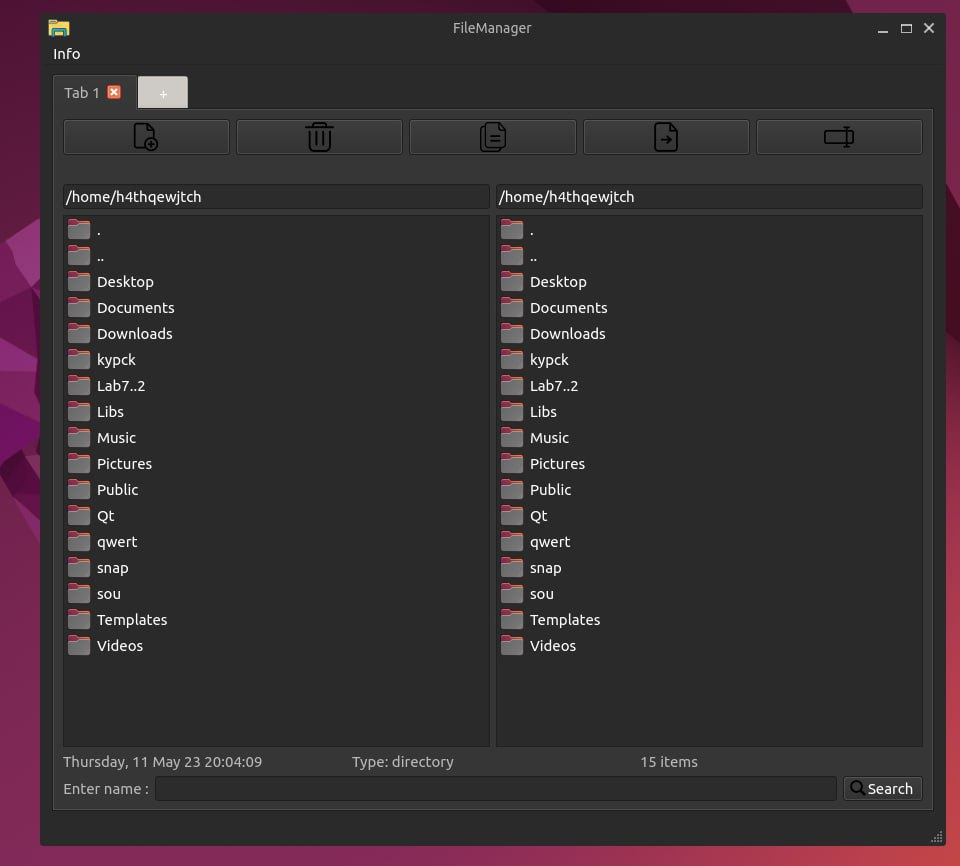 FileManager
Info
Tab 1
+
/home/h4thqewjtch
/home/h4thqewjtch
.
..
Desktop
Documents
Downloads
kypck
Lab7..2
Libs
Music
Pictures
Public
Qt
qwert
snap
sou
Templates
Videos
.
..
Desktop
Documents
Downloads
kypck
Lab7..2
Libs
Music
Pictures
Public
Qt
qwert
snap
sou
Templates
Videos
Thursday, 11 May 23 20:04:09
Type: directory
15 items
Enter name :
Search